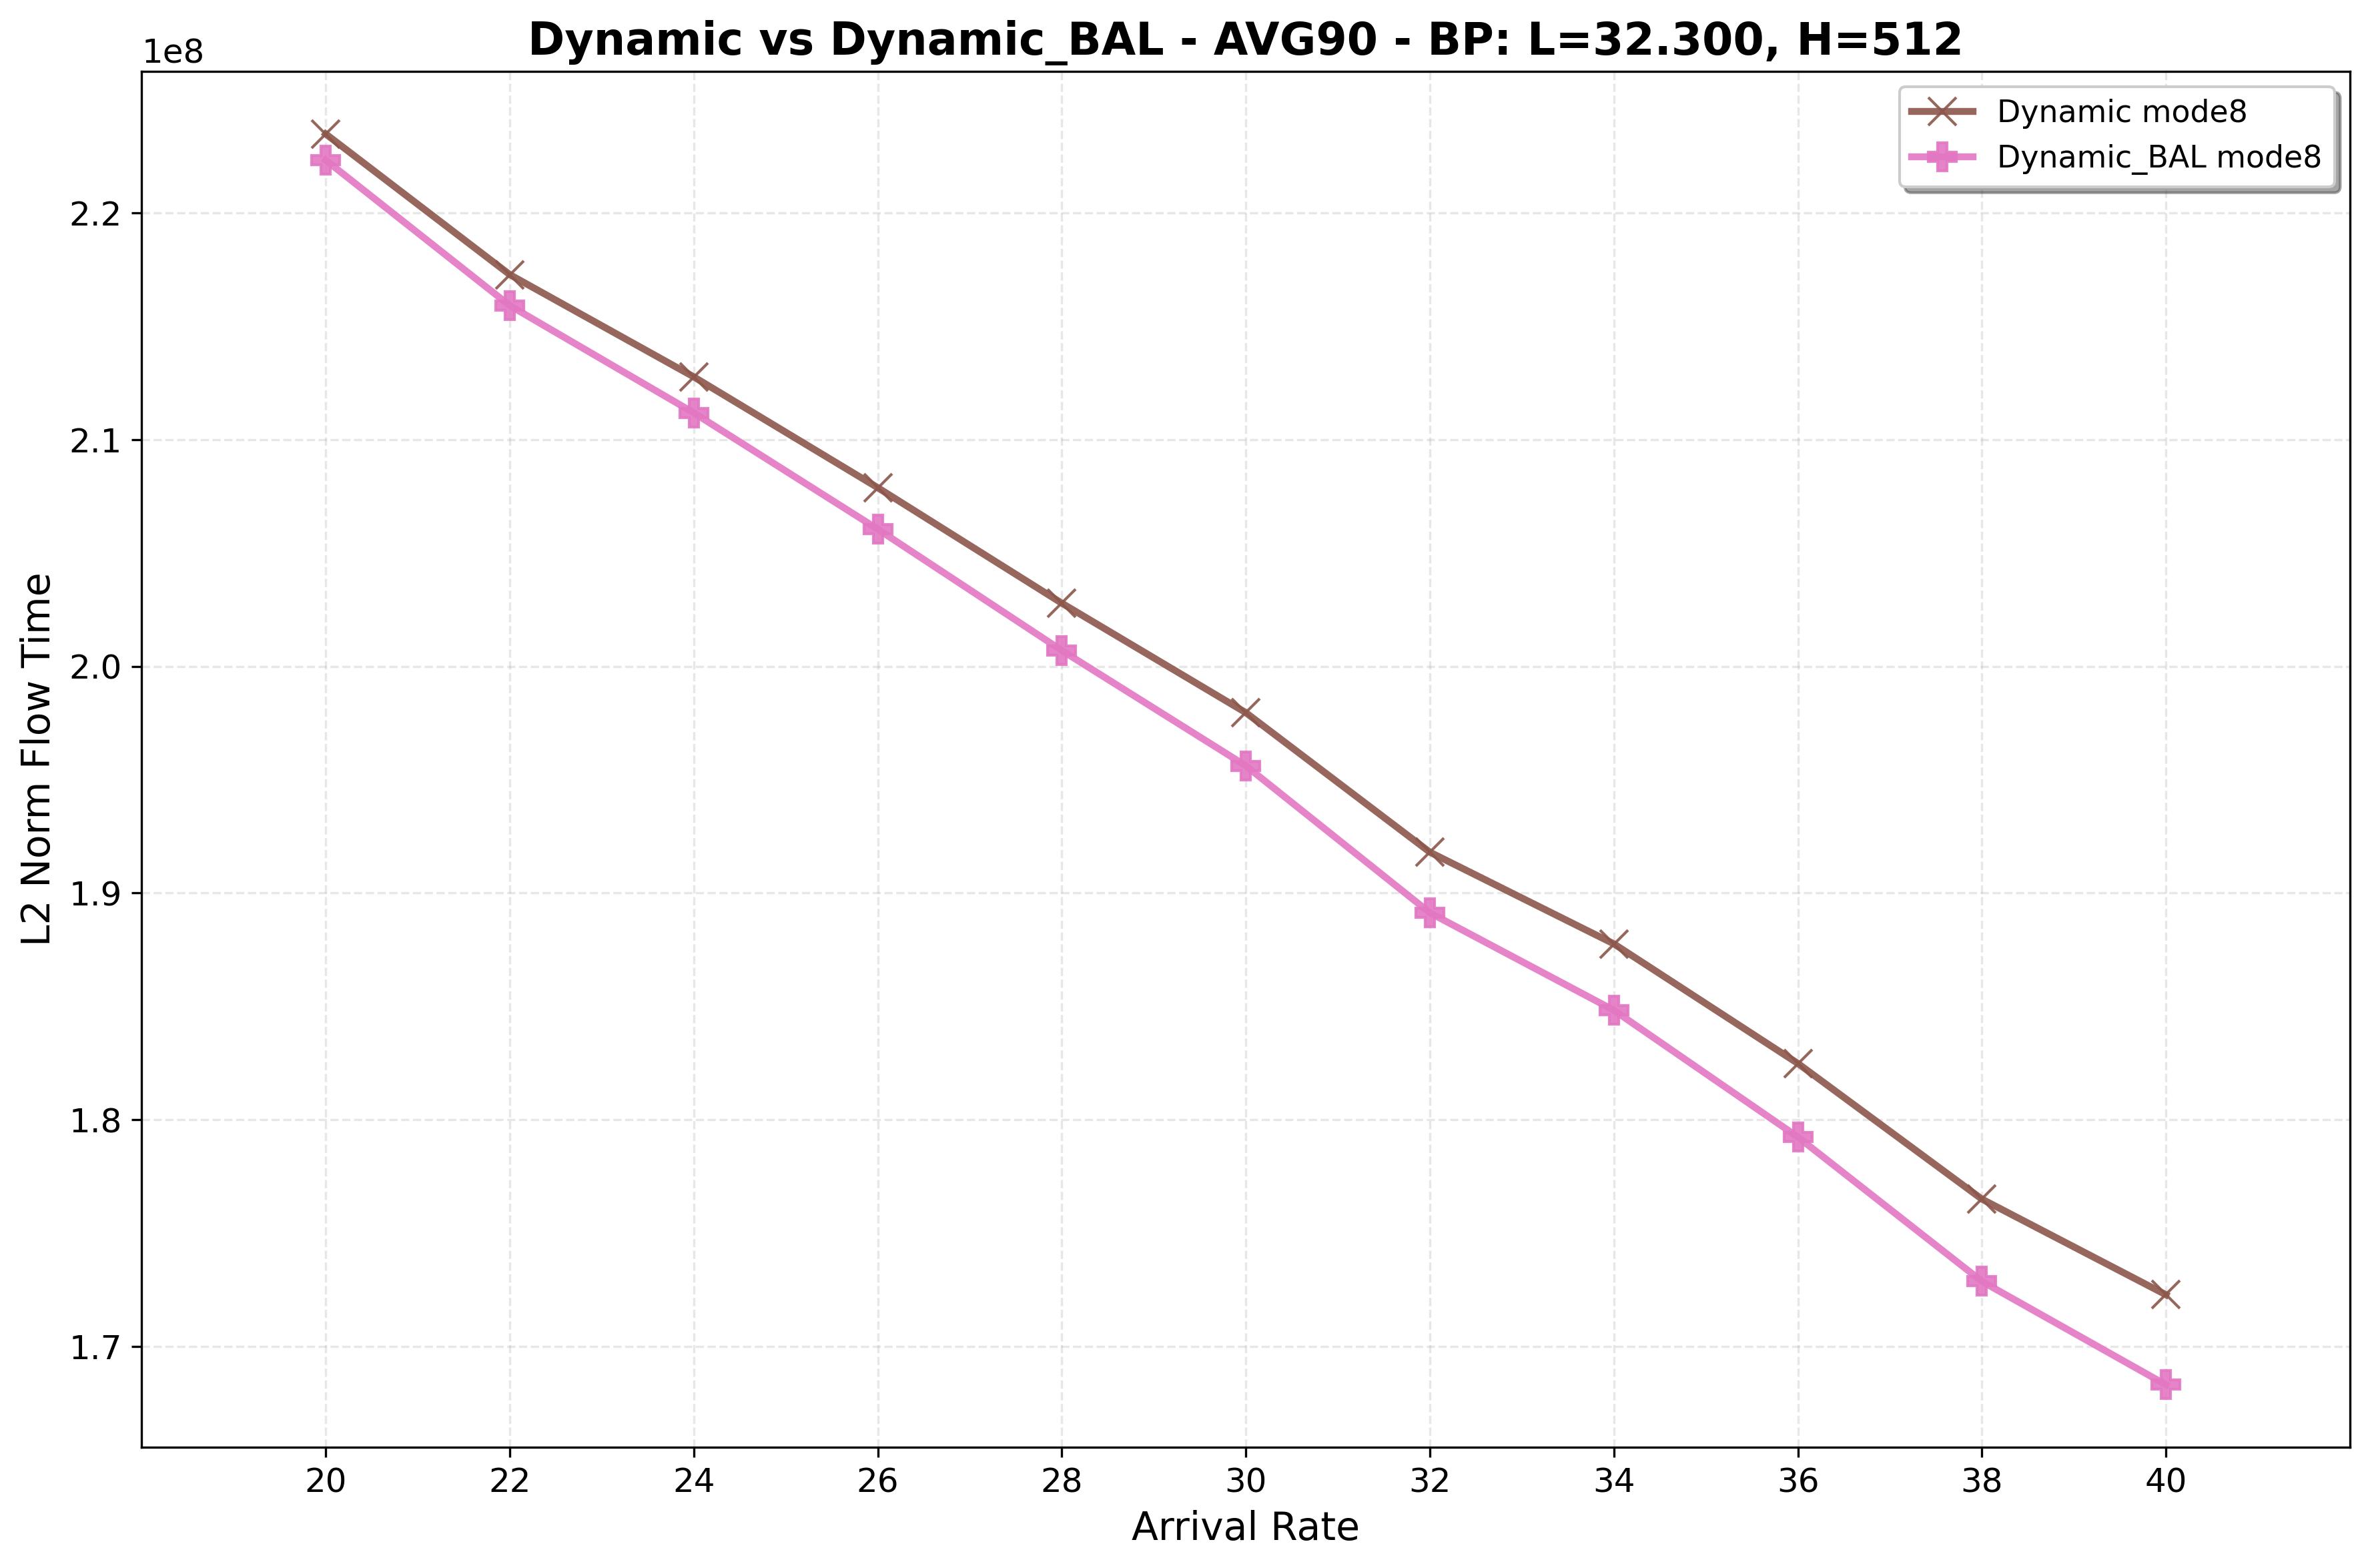 Dynamic vs Dynamic_BAL - AVG90 - BP: L=32.300, H=512
1e8
Dynamic mode8
Dynamic_BAL mode8
2.2
2.1
2.0
1.9
1.8
1.7
L2 Norm Flow Time
20 22 24 26 28 30 32 34 36 38 40
Arrival Rate